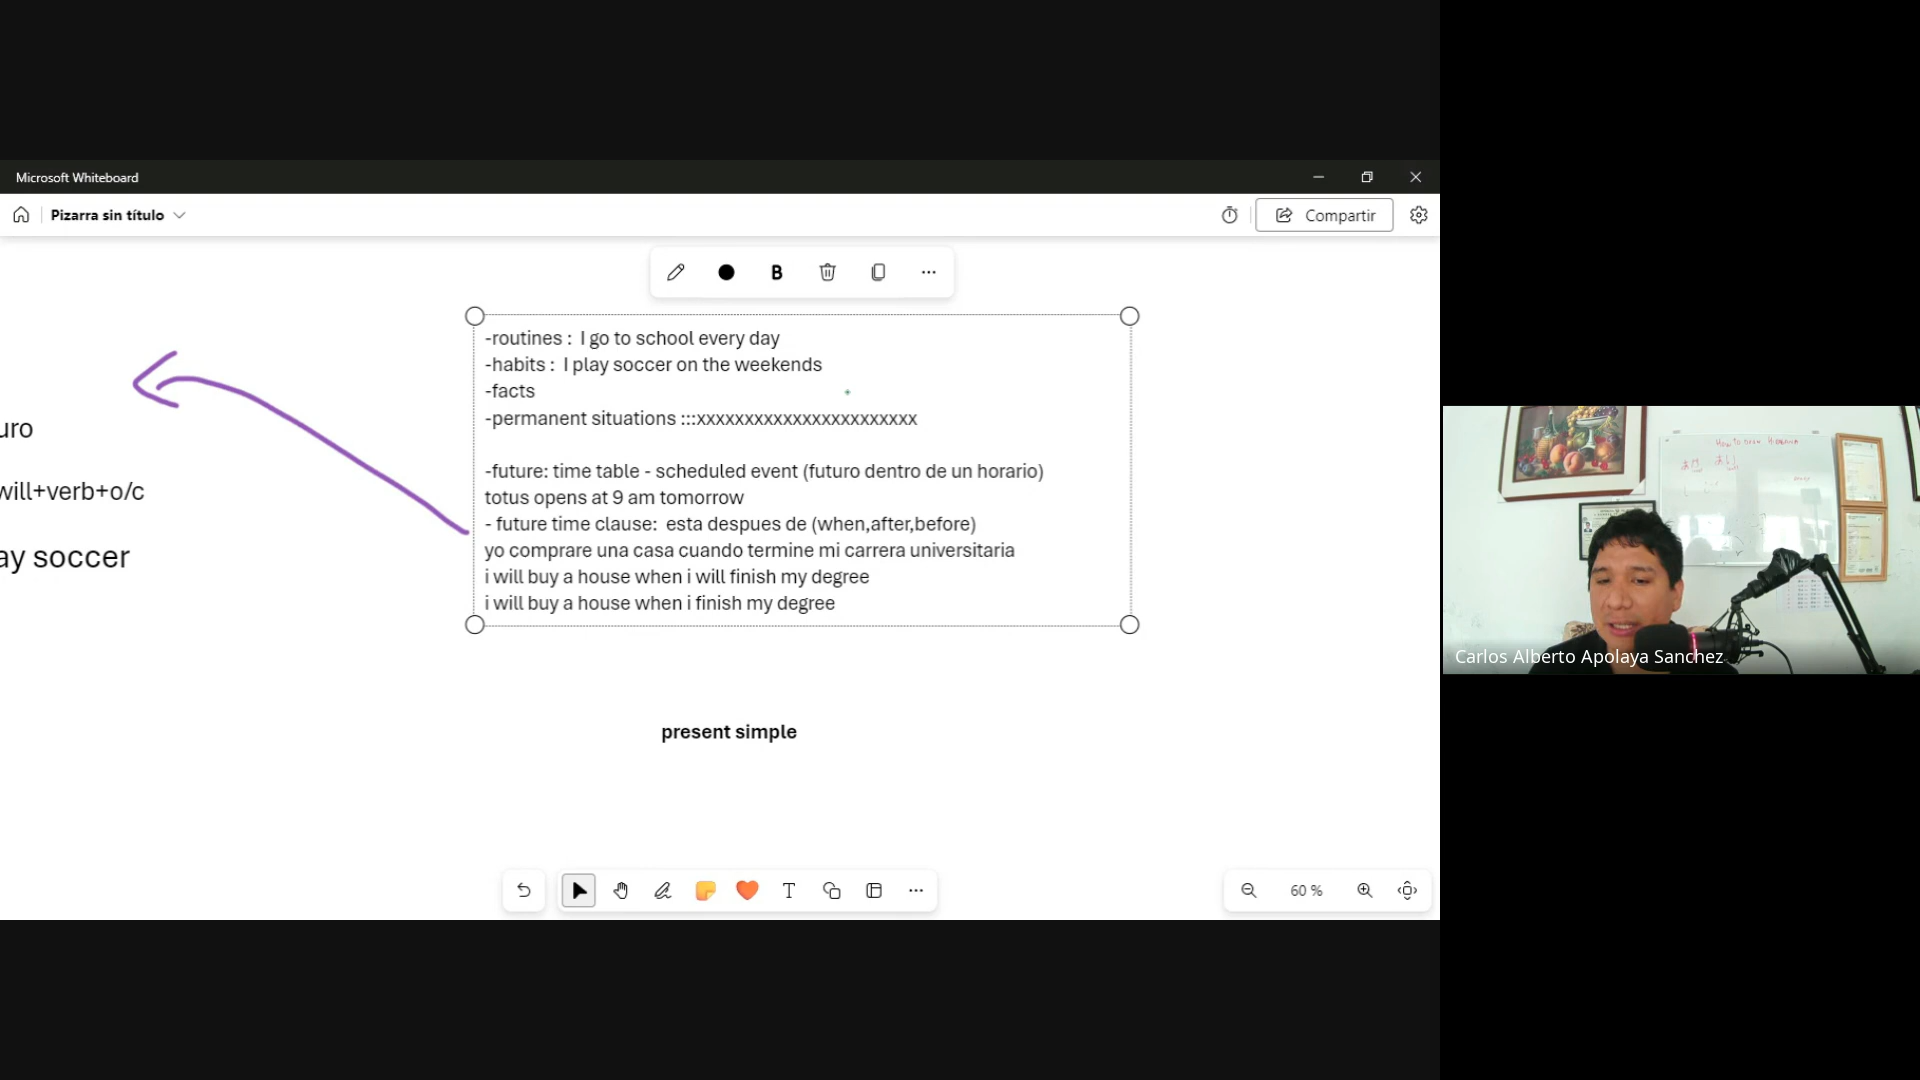 Microsoft Whiteboard
Pizarra sin título
Compartir
B
-routines : I go to school every day
-habits : I play soccer on the weekends
-facts
-permanent situations :::xxxxxxxxxxxxxxxxxxxxxxx
-future: time table - scheduled event (futuro dentro de un horario)
totus opens at 9 am tomorrow
- future time clause: esta despues de (when,after,before)
yo comprare una casa cuando termine mi carrera universitaria
i will buy a house when i will finish my degree
i will buy a house when i finish my degree
uro
will+verb+o/c
ay soccer
present simple
60 %
How to draw Hiragana
Carlos Alberto Apolaya Sanchez